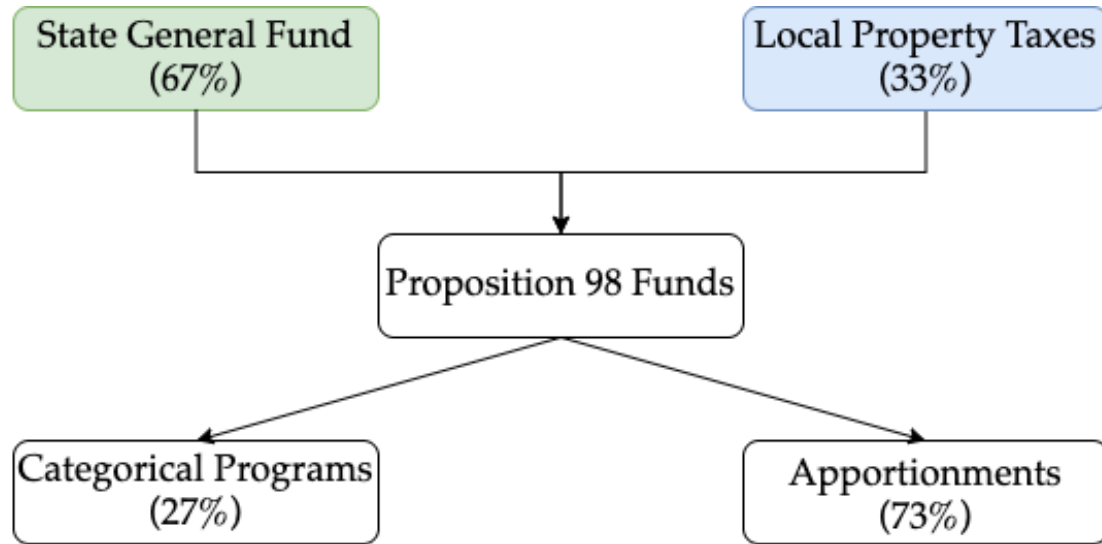 State General Fund
(67%)
Local Property Taxes
(33%)
Proposition 98 Funds
Categorical Programs
(27%)
Apportionments
(73%)